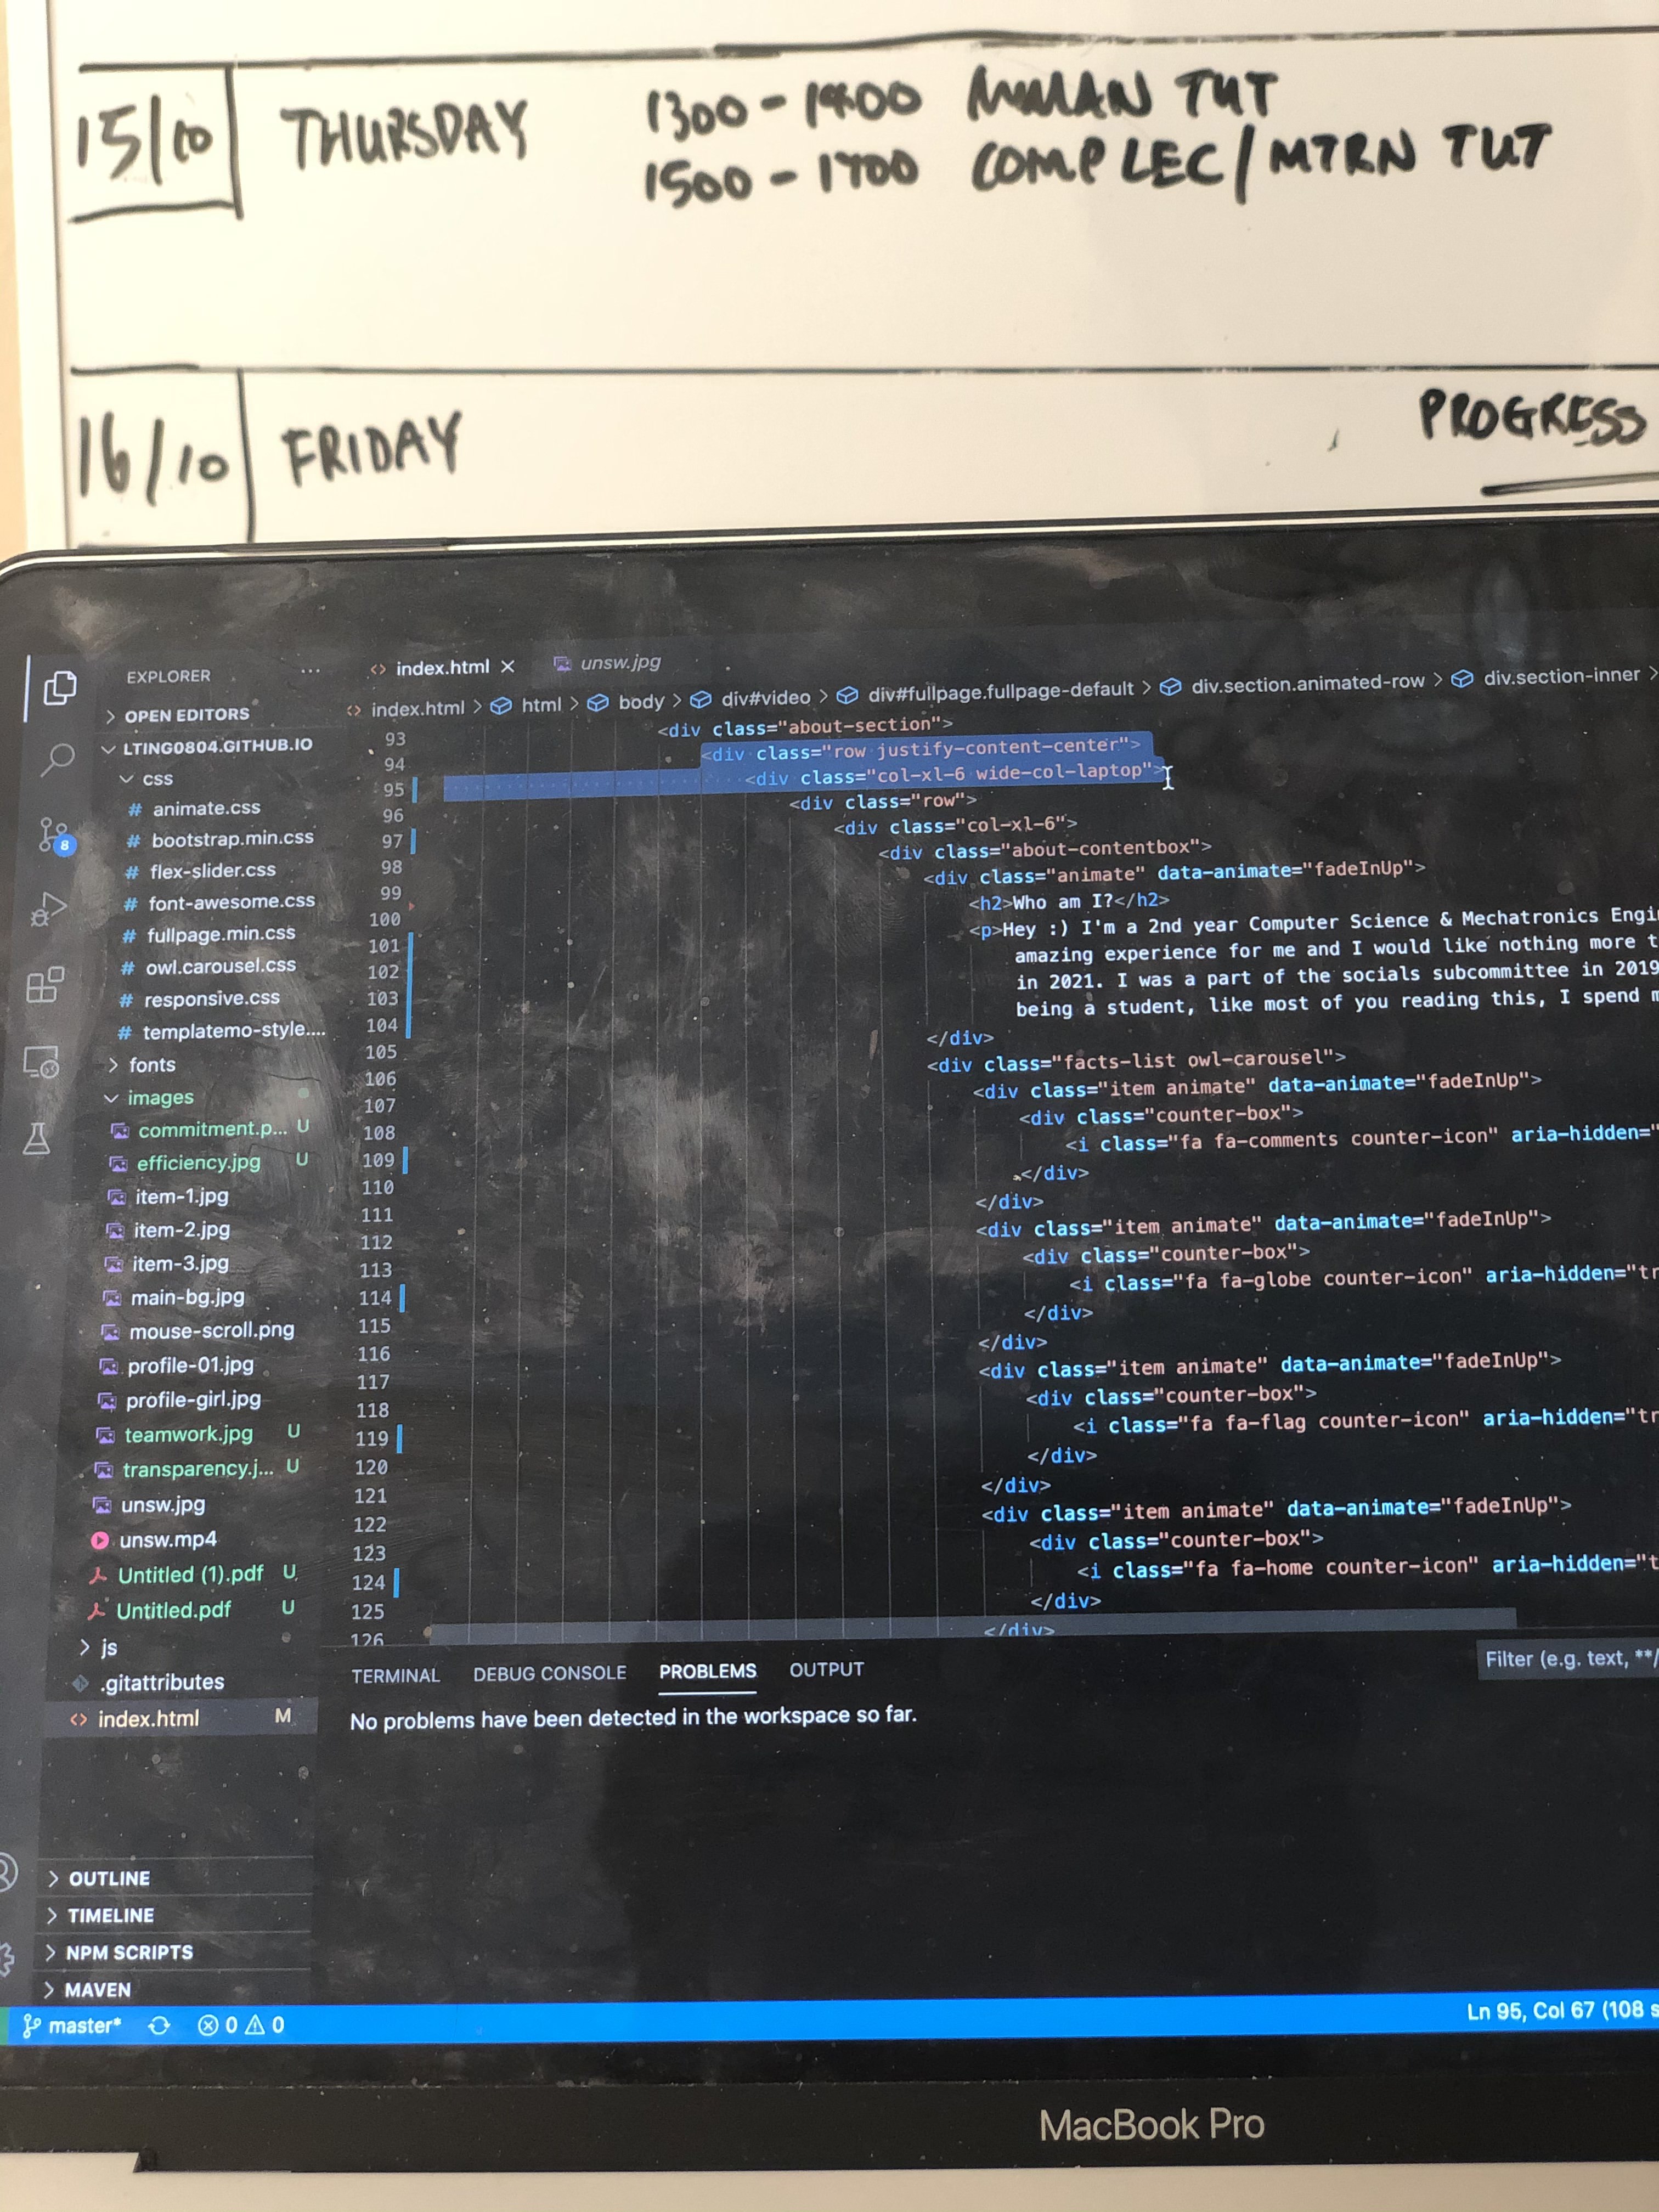 15/10 THURSDAY 1300 - 1400 MMAN TUT
1500 - 1700 COMP LEC/MTRN TUT
16/10 FRIDAY PROGRESS
EXPLORER ... index.html unsw.jpg
OPEN EDITORS
index.html > html > body > div#video > div#fullpage.fullpage-default > div.section.animated-row > div.section-inner >
LTING0804.GITHUB.IO
css
# animate.css
# bootstrap.min.css
# flex-slider.css
# font-awesome.css
# fullpage.min.css
# owl.carousel.css
# responsive.css
# templatemo-style....
fonts
images
commitment.p... U
efficiency.jpg U
item-1.jpg
item-2.jpg
item-3.jpg
main-bg.jpg
mouse-scroll.png
profile-01.jpg
profile-girl.jpg
teamwork.jpg U
transparency.j... U
unsw.jpg
unsw.mp4
Untitled (1).pdf U
Untitled.pdf U
js
.gitattributes
index.html M
OUTLINE
TIMELINE
NPM SCRIPTS
MAVEN
8
93 <div class="about-section">
94 <div class="row justify-content-center">
95 <div class="col-xl-6 wide-col-laptop">
96 <div class="row">
97 <div class="col-xl-6">
98 <div class="about-contentbox">
99 <div class="animate" data-animate="fadeInUp">
100 <h2>Who am I?</h2>
101 <p>Hey :) I'm a 2nd year Computer Science & Mechatronics Engi
102 amazing experience for me and I would like nothing more t
103 in 2021. I was a part of the socials subcommittee in 2019
104 being a student, like most of you reading this, I spend m
105 </div>
106 <div class="facts-list owl-carousel">
107 <div class="item animate" data-animate="fadeInUp">
108 <div class="counter-box">
109 <i class="fa fa-comments counter-icon" aria-hidden="
110 </div>
111 </div>
112 <div class="item animate" data-animate="fadeInUp">
113 <div class="counter-box">
114 <i class="fa fa-globe counter-icon" aria-hidden="tr
115 </div>
116 </div>
117 <div class="item animate" data-animate="fadeInUp">
118 <div class="counter-box">
119 <i class="fa fa-flag counter-icon" aria-hidden="tr
120 </div>
121 </div>
122 <div class="item animate" data-animate="fadeInUp">
123 <div class="counter-box">
124 <i class="fa fa-home counter-icon" aria-hidden="t
125 </div>
126 </div>
TERMINAL DEBUG CONSOLE PROBLEMS OUTPUT Filter (e.g. text, **/
No problems have been detected in the workspace so far.
master* 0 0 Ln 95, Col 67 (108 s
MacBook Pro